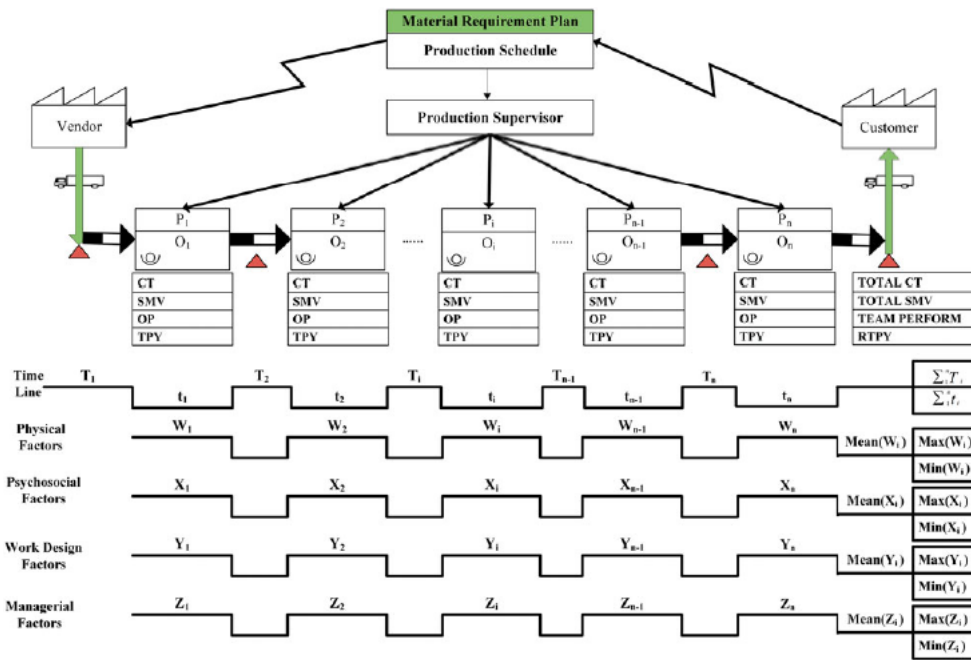 Material Requirement Plan
Production Schedule
Production Supervisor
Vendor
Customer
P₁ P₂ Pᵢ Pₙ₋₁ Pₙ
O₁ O₂ ...... Oᵢ ...... Oₙ₋₁ Oₙ
CT CT CT CT CT TOTAL CT
SMV SMV SMV SMV SMV TOTAL SMV
OP OP OP OP OP TEAM PERFORM
TPY TPY TPY TPY TPY RTPY
Time Line T₁ T₂ Tᵢ Tₙ₋₁ Tₙ ∑₁ⁿTᵢ
t₁ t₂ tᵢ tₙ₋₁ tₙ ∑₁ⁿtᵢ
Physical Factors W₁ W₂ Wᵢ Wₙ₋₁ Wₙ Mean(Wᵢ) Max(Wᵢ)
Min(Wᵢ)
Psychosocial Factors X₁ X₂ Xᵢ Xₙ₋₁ Xₙ Mean(Xᵢ) Max(Xᵢ)
Min(Xᵢ)
Work Design Factors Y₁ Y₂ Yᵢ Yₙ₋₁ Yₙ Mean(Yᵢ) Max(Yᵢ)
Min(Yᵢ)
Managerial Factors Z₁ Z₂ Zᵢ Zₙ₋₁ Zₙ Mean(Zᵢ) Max(Zᵢ)
Min(Zᵢ)